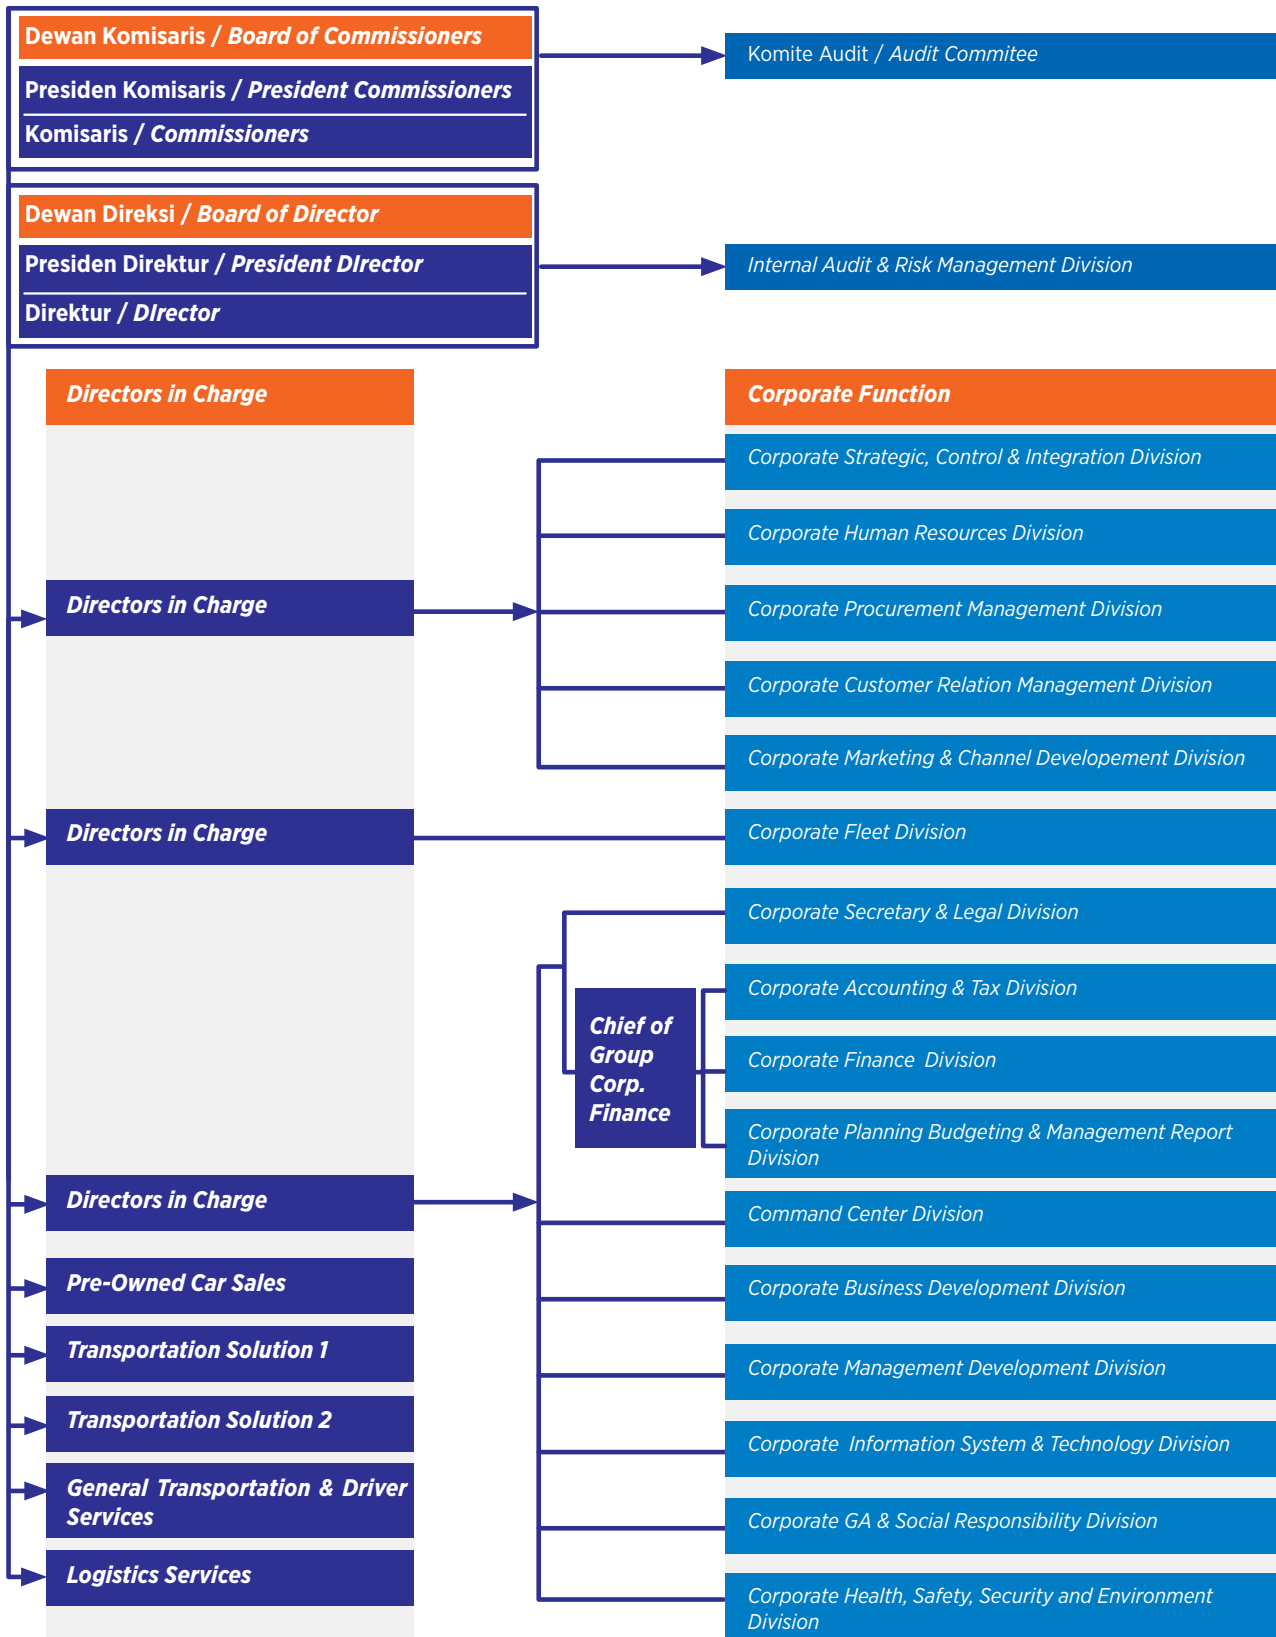 Dewan Komisaris / Board of Commissioners
Presiden Komisaris / President Commissioners
Komisaris / Commissioners
Komite Audit / Audit Commitee
Dewan Direksi / Board of Director
Presiden Direktur / President DIrector
Direktur / DIrector
Internal Audit & Risk Management Division
Directors in Charge
Corporate Function
Corporate Strategic, Control & Integration Division
Corporate Human Resources Division
Directors in Charge
Corporate Procurement Management Division
Corporate Customer Relation Management Division
Corporate Marketing & Channel Developement Division
Directors in Charge
Corporate Fleet Division
Corporate Secretary & Legal Division
Chief of
Group
Corp.
Finance
Corporate Accounting & Tax Division
Corporate Finance  Division
Corporate Planning Budgeting & Management Report
Division
Directors in Charge
Command Center Division
Pre-Owned Car Sales
Corporate Business Development Division
Transportation Solution 1
Corporate Management Development Division
Transportation Solution 2
Corporate  Information System & Technology Division
General Transportation & Driver
Services
Corporate GA & Social Responsibility Division
Logistics Services
Corporate Health, Safety, Security and Environment
Division